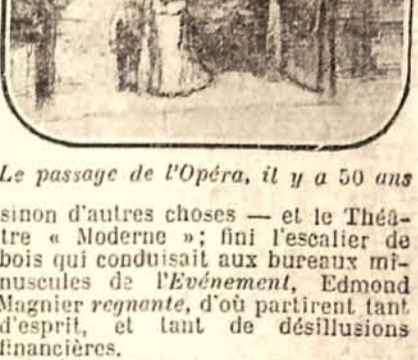 Le passage de l'Opéra, il y a 50 ans
sinon d'autres choses — et le Théâ-
tre « Moderne »; fini l'escalier de
bois qui conduisait aux bureaux mi-
nuscules de l'Evénement, Edmond
Magnier regnante, d'où partirent tant
d'esprit, et tant de désillusions
financières.